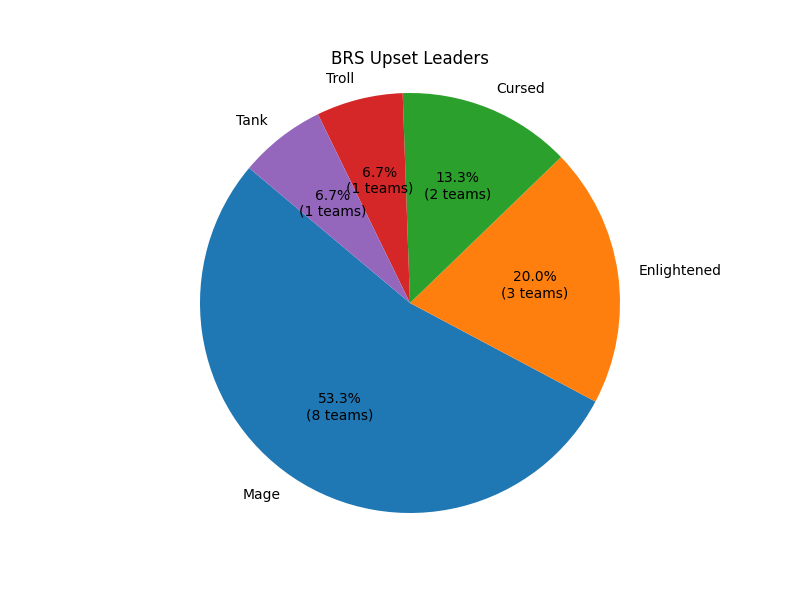 BRS Upset Leaders
Troll
Cursed
Tank
6.7%
(1 teams)
13.3%
(2 teams)
6.7%
(1 teams)
Enlightened
20.0%
(3 teams)
53.3%
(8 teams)
Mage